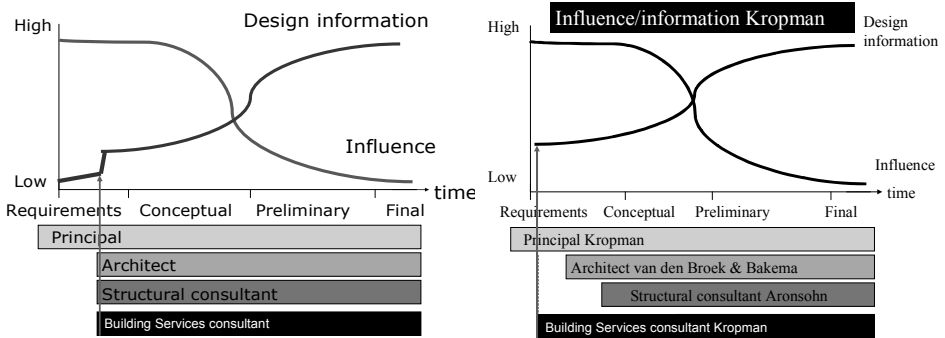 Design information
High
Influence
Low
time
Requirements Conceptual Preliminary Final
Principal
Architect
Structural consultant
Building Services consultant
Influence/information Kropman
High
Design
information
Influence
Low
time
Requirements Conceptual Preliminary Final
Principal Kropman
Architect van den Broek & Bakema
Structural consultant Aronsohn
Building Services consultant Kropman